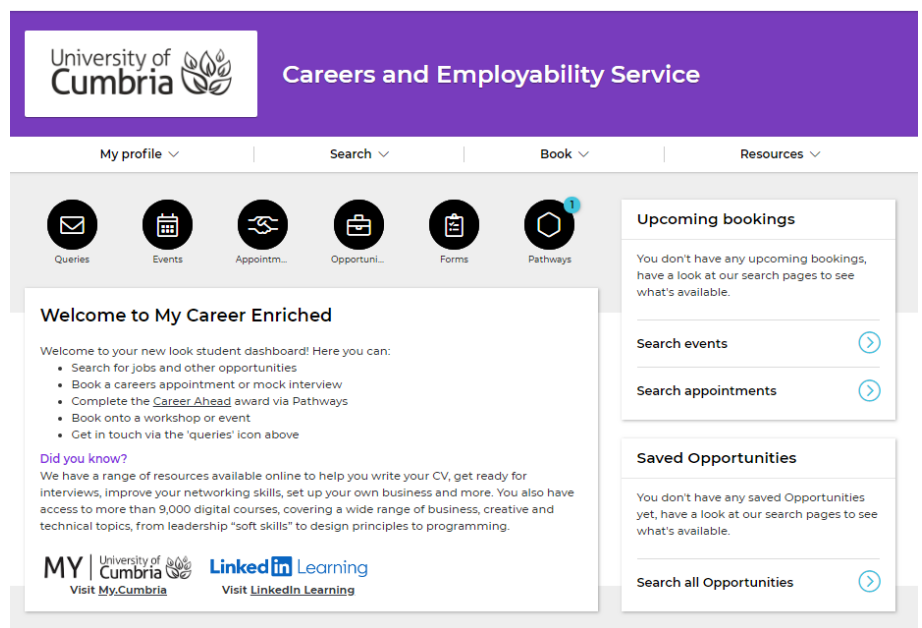 University of
Cumbria
Careers and Employability Service
My profile
Search
Book
Resources
1
Queries
Events
Appointm...
Opportuni...
Forms
Pathways
Welcome to My Career Enriched
Welcome to your new look student dashboard! Here you can:
• Search for jobs and other opportunities
• Book a careers appointment or mock interview
• Complete the Career Ahead award via Pathways
• Book onto a workshop or event
• Get in touch via the 'queries' icon above
Did you know?
We have a range of resources available online to help you write your CV, get ready for
interviews, improve your networking skills, set up your own business and more. You also have
access to more than 9,000 digital courses, covering a wide range of business, creative and
technical topics, from leadership “soft skills” to design principles to programming.
MY University of
Cumbria
Visit My.Cumbria
Linked in Learning
Visit LinkedIn Learning
Upcoming bookings
You don't have any upcoming bookings,
have a look at our search pages to see
what's available.
Search events
Search appointments
Saved Opportunities
You don't have any saved Opportunities
yet, have a look at our search pages to see
what's available.
Search all Opportunities